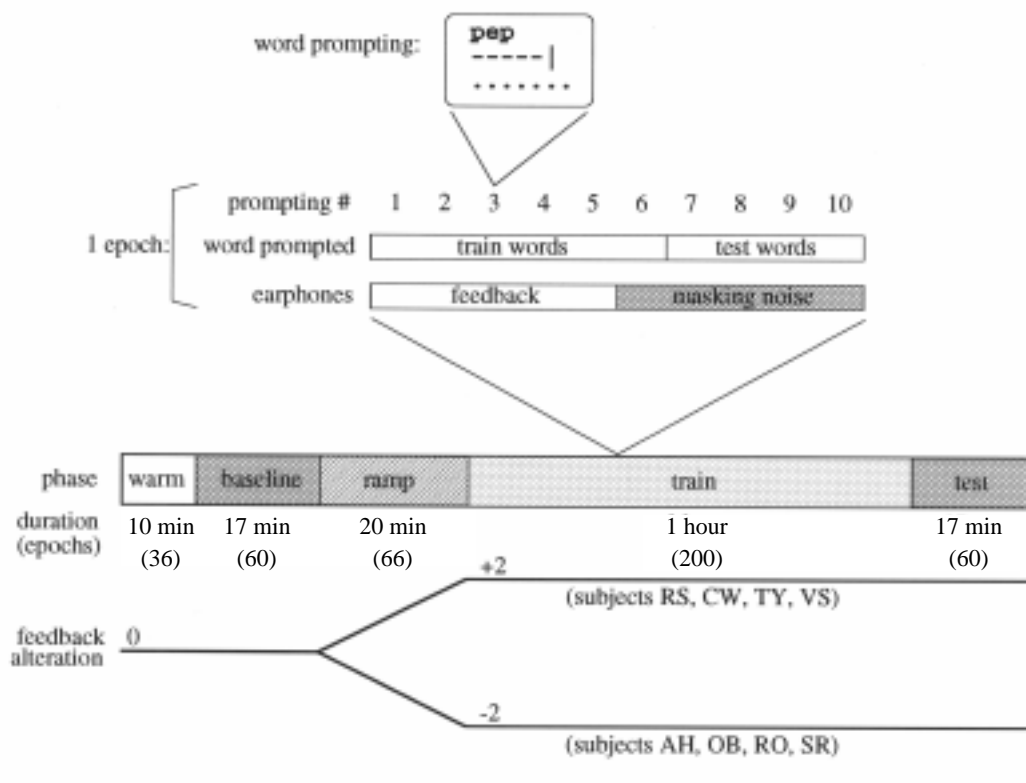 word prompting:
pep
-----|
.......
prompting # 1 2 3 4 5 6 7 8 9 10
1 epoch:
word prompted train words test words
earphones feedback masking noise
phase warm baseline ramp train test
duration 10 min 17 min 20 min 1 hour 17 min
(epochs) (36) (60) (66) (200) (60)
+2
(subjects RS, CW, TY, VS)
feedback 0
alteration
-2
(subjects AH, OB, RO, SR)